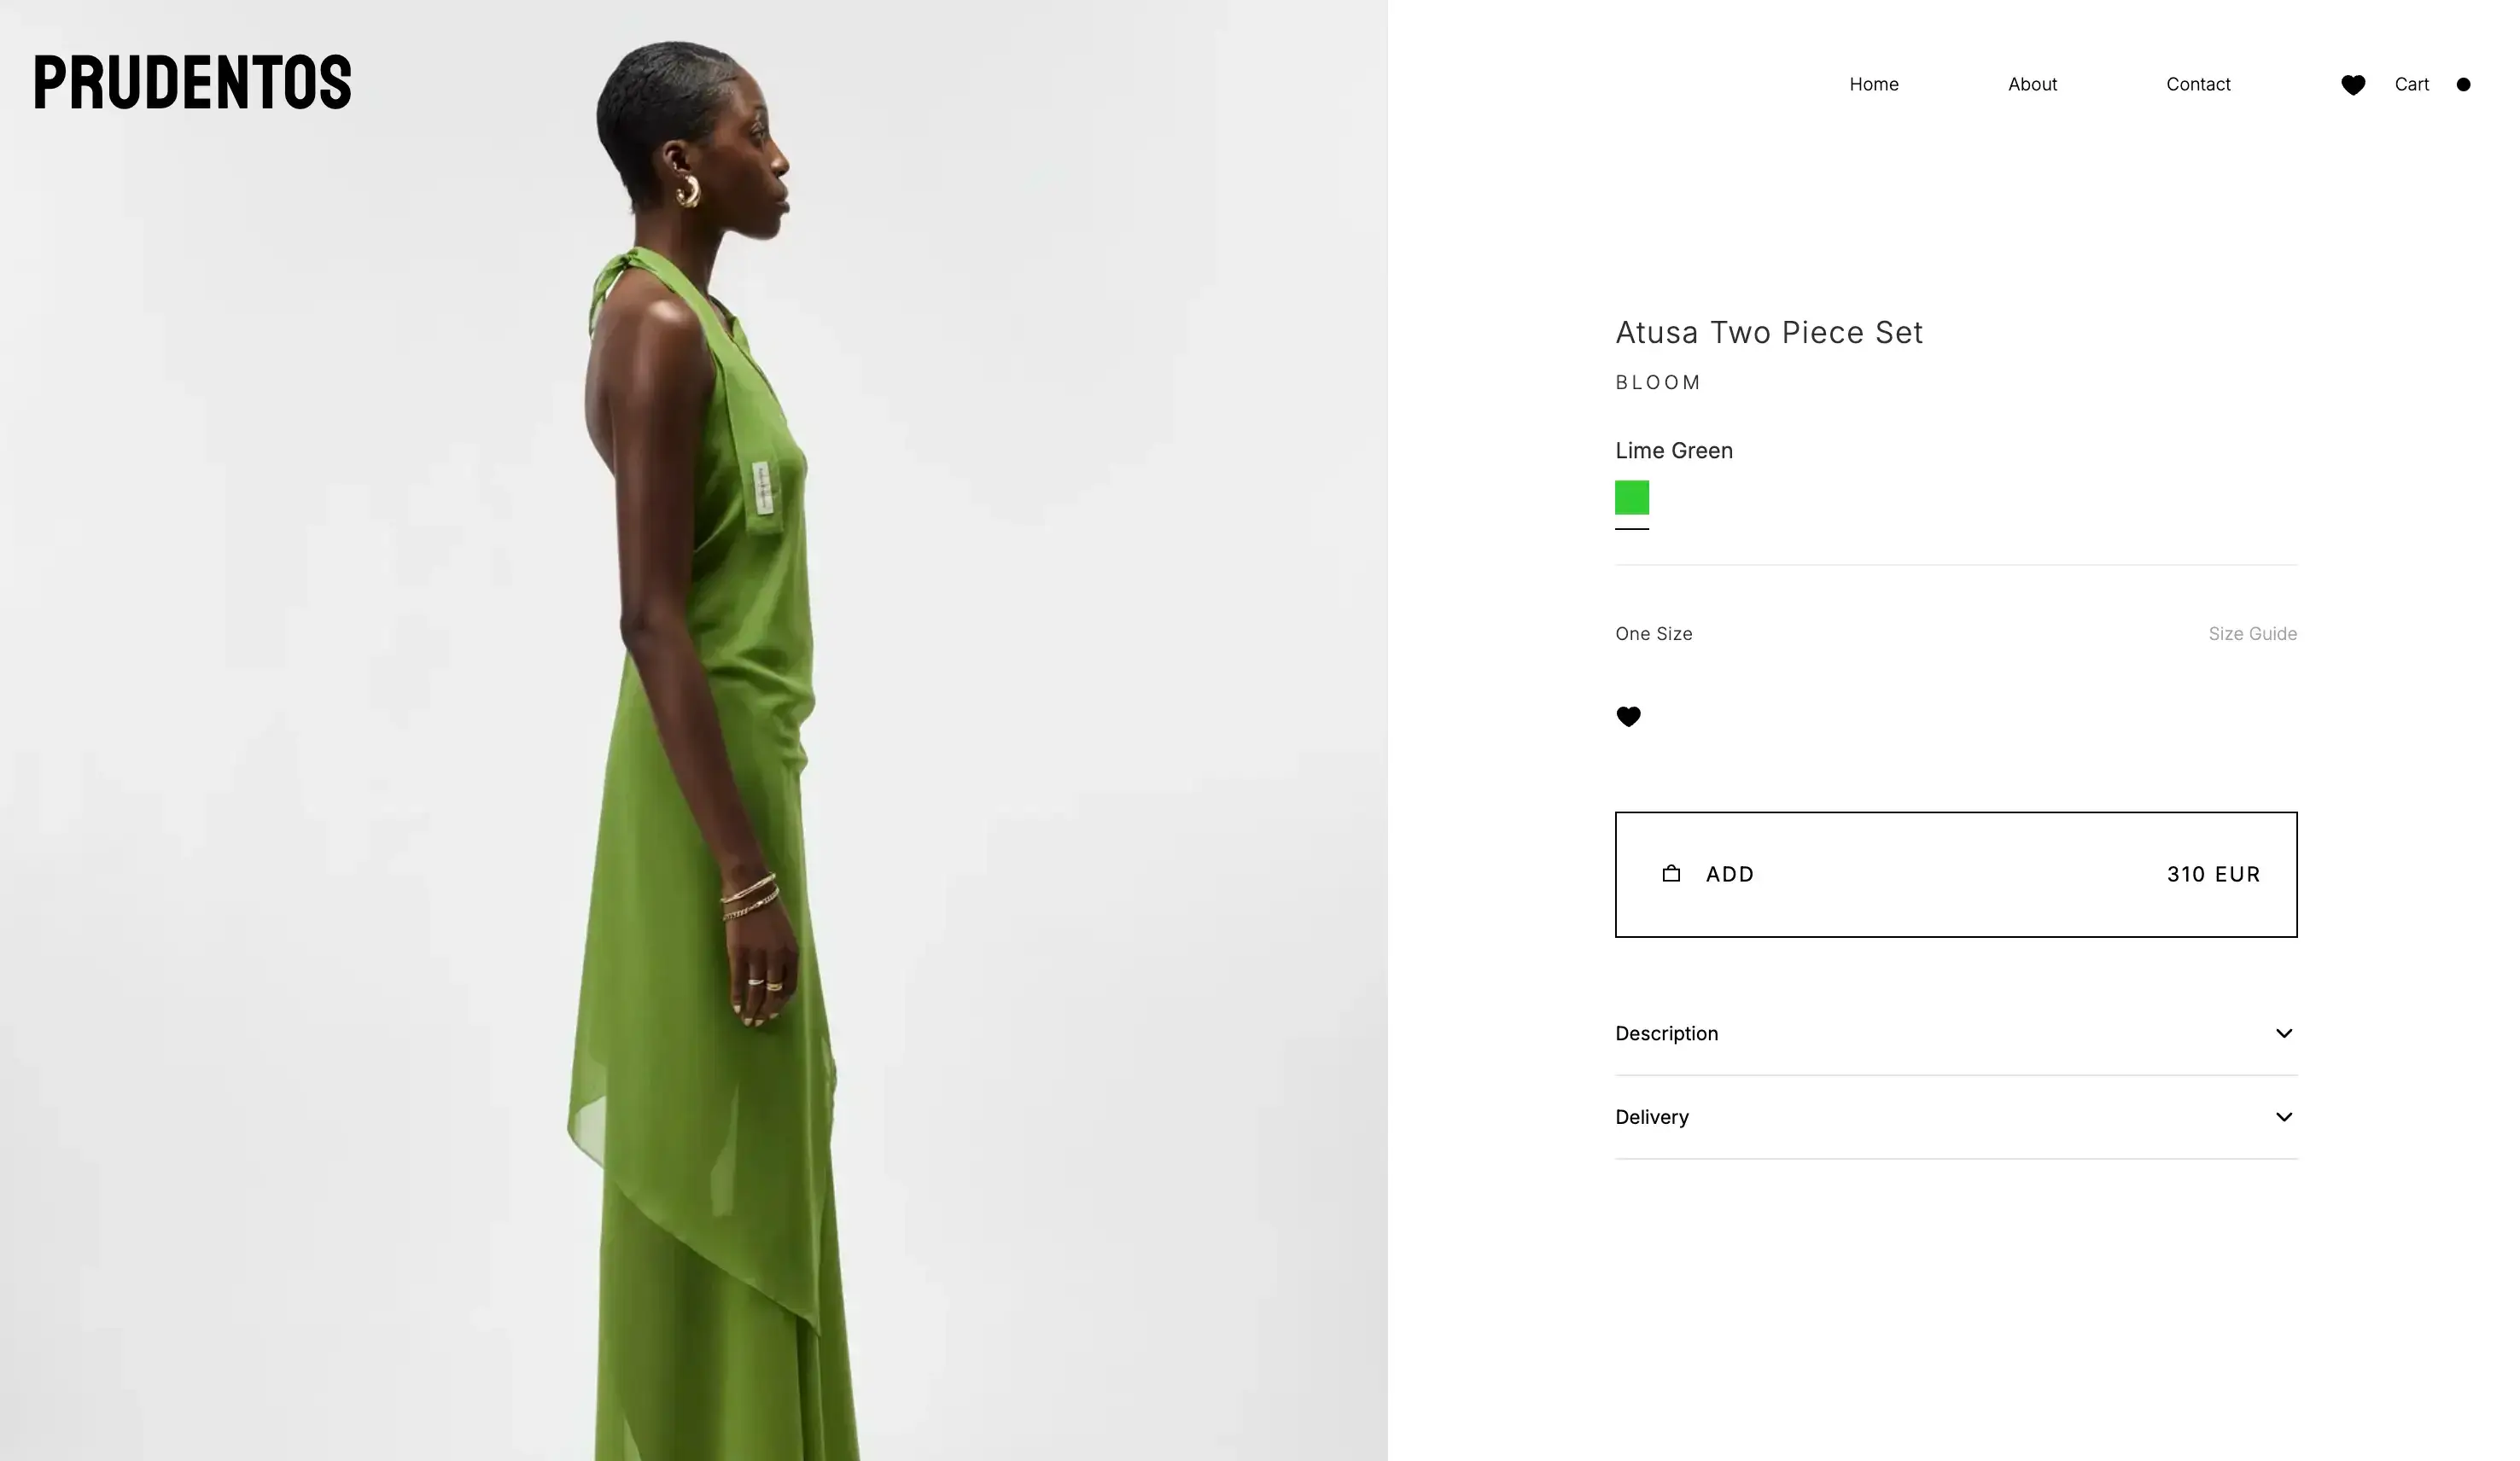 PRUDENTOS
Home About Contact Cart
Atusa Two Piece Set
BLOOM
Lime Green
One Size Size Guide
ADD 310 EUR
Description
Delivery